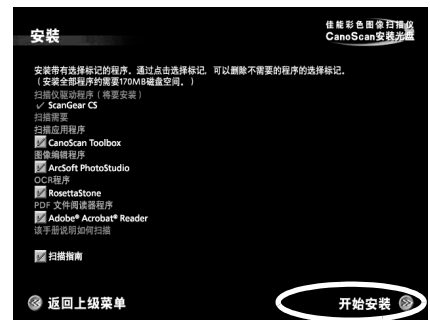 安装
佳能彩色图像扫描仪
CanoScan安装光盘
安装带有选择标记的程序。通过点击选择标记, 可以删除不需要的程序的选择标记。
（安装全部程序约需170MB磁盘空间。）
扫描仪驱动程序（将要安装）
✓ ScanGear CS
扫描需要
扫描应用程序
CanoScan Toolbox
图像编辑程序
ArcSoft PhotoStudio
OCR程序
RosettaStone
PDF 文件阅读器程序
Adobe® Acrobat® Reader
该手册说明如何扫描
扫描指南
返回上级菜单
开始安装